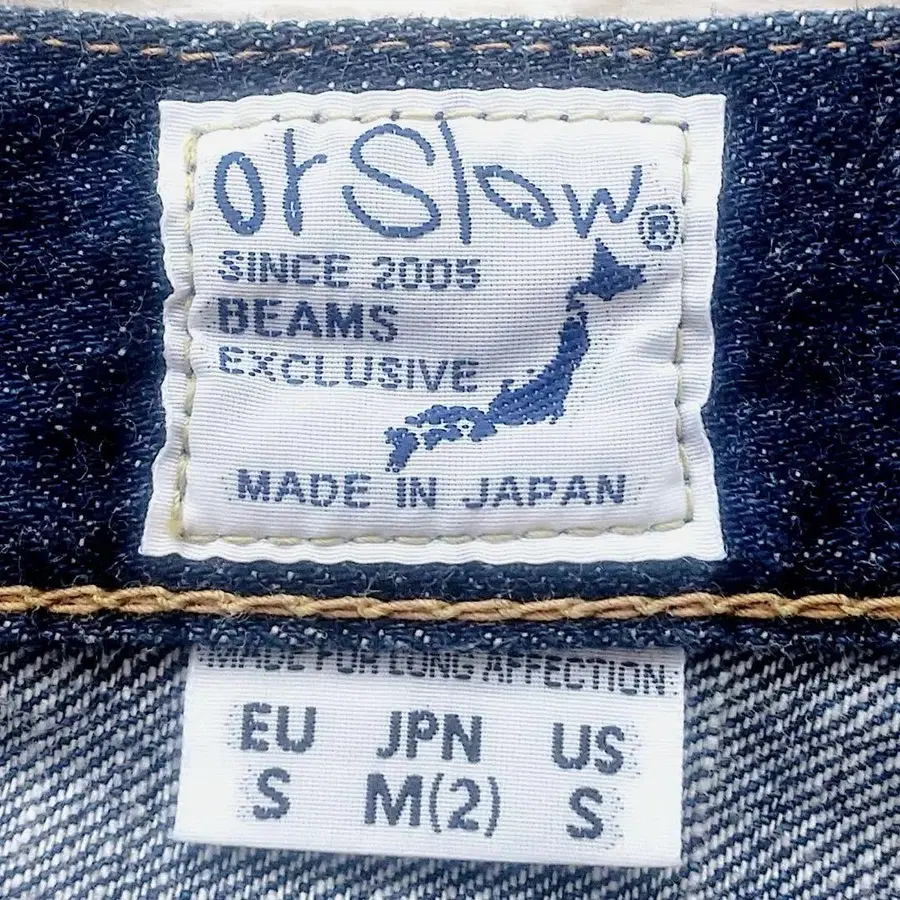 orSlow®
SINCE 2005
BEAMS
EXCLUSIVE
MADE IN JAPAN
MADE FOR LONG AFFECTION
EU JPN US
S M(2) S